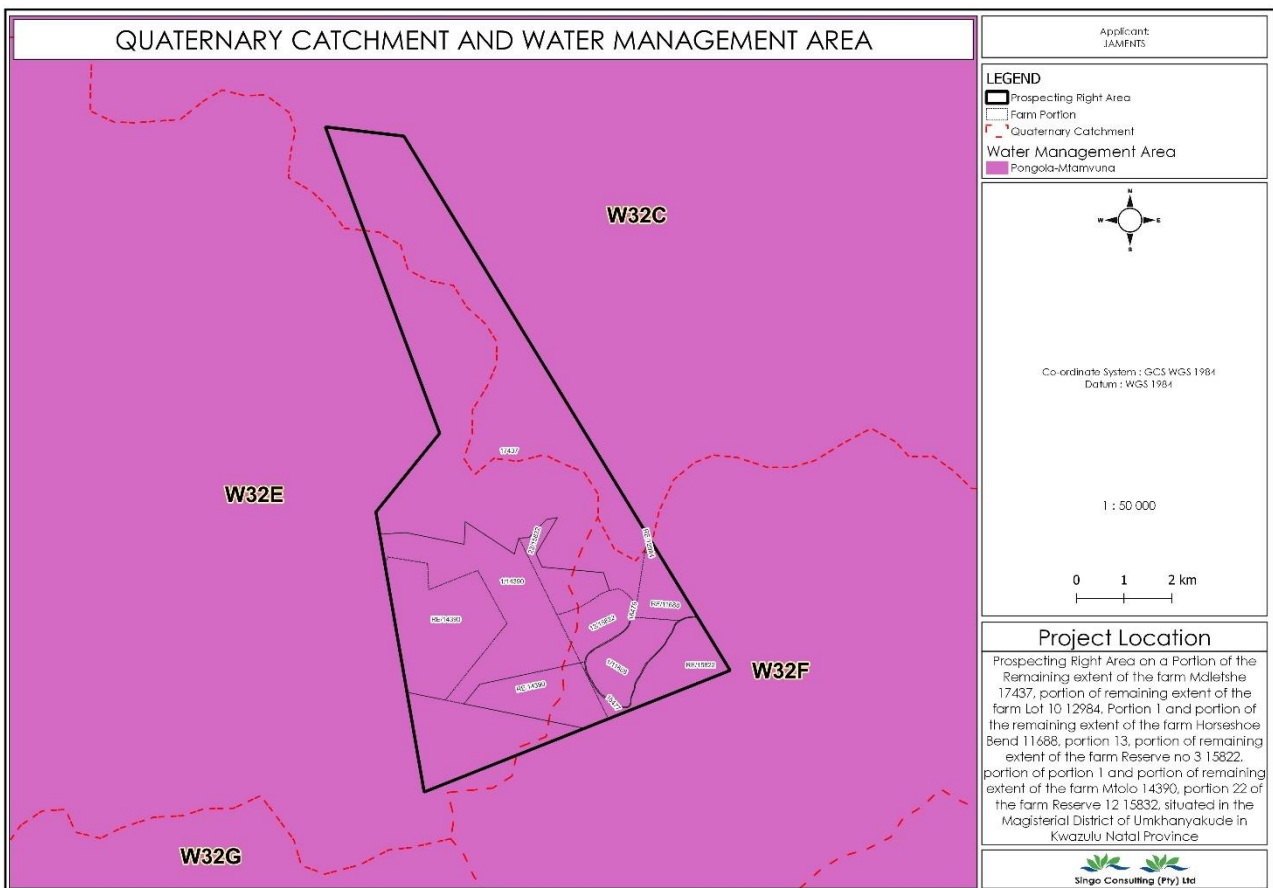 QUATERNARY CATCHMENT AND WATER MANAGEMENT AREA
W32C
W32E
W32F
W32G
17437
22/15832
RE/12984
1/14390
RE/14390
RE/11688
RE/15822
RE 14390
Applicant:
JAMENTS
LEGEND
Prospecting Right Area
Farm Portion
Quaternary Catchment
Water Management Area
Pongola-Mtamvuna
N
W
E
S
Co-ordinate System : GCS WGS 1984
Datum : WGS 1984
1 : 50 000
0 1 2 km
Project Location
Prospecting Right Area on a Portion of the
Remaining extent of the farm Mdletshe
17437, portion of remaining extent of the
farm Lot 10 12984, Portion 1 and portion of
the remaining extent of the farm Horseshoe
Bend 11688, portion 13, portion of remaining
extent of the farm Reserve no 3 15822,
portion of portion 1 and portion of remaining
extent of the farm Mtolo 14390, portion 22 of
the farm Reserve 12 15832, situated in the
Magisterial District of Umkhanyakude in
Kwazulu Natal Province
Singo Consulting (Pty) Ltd